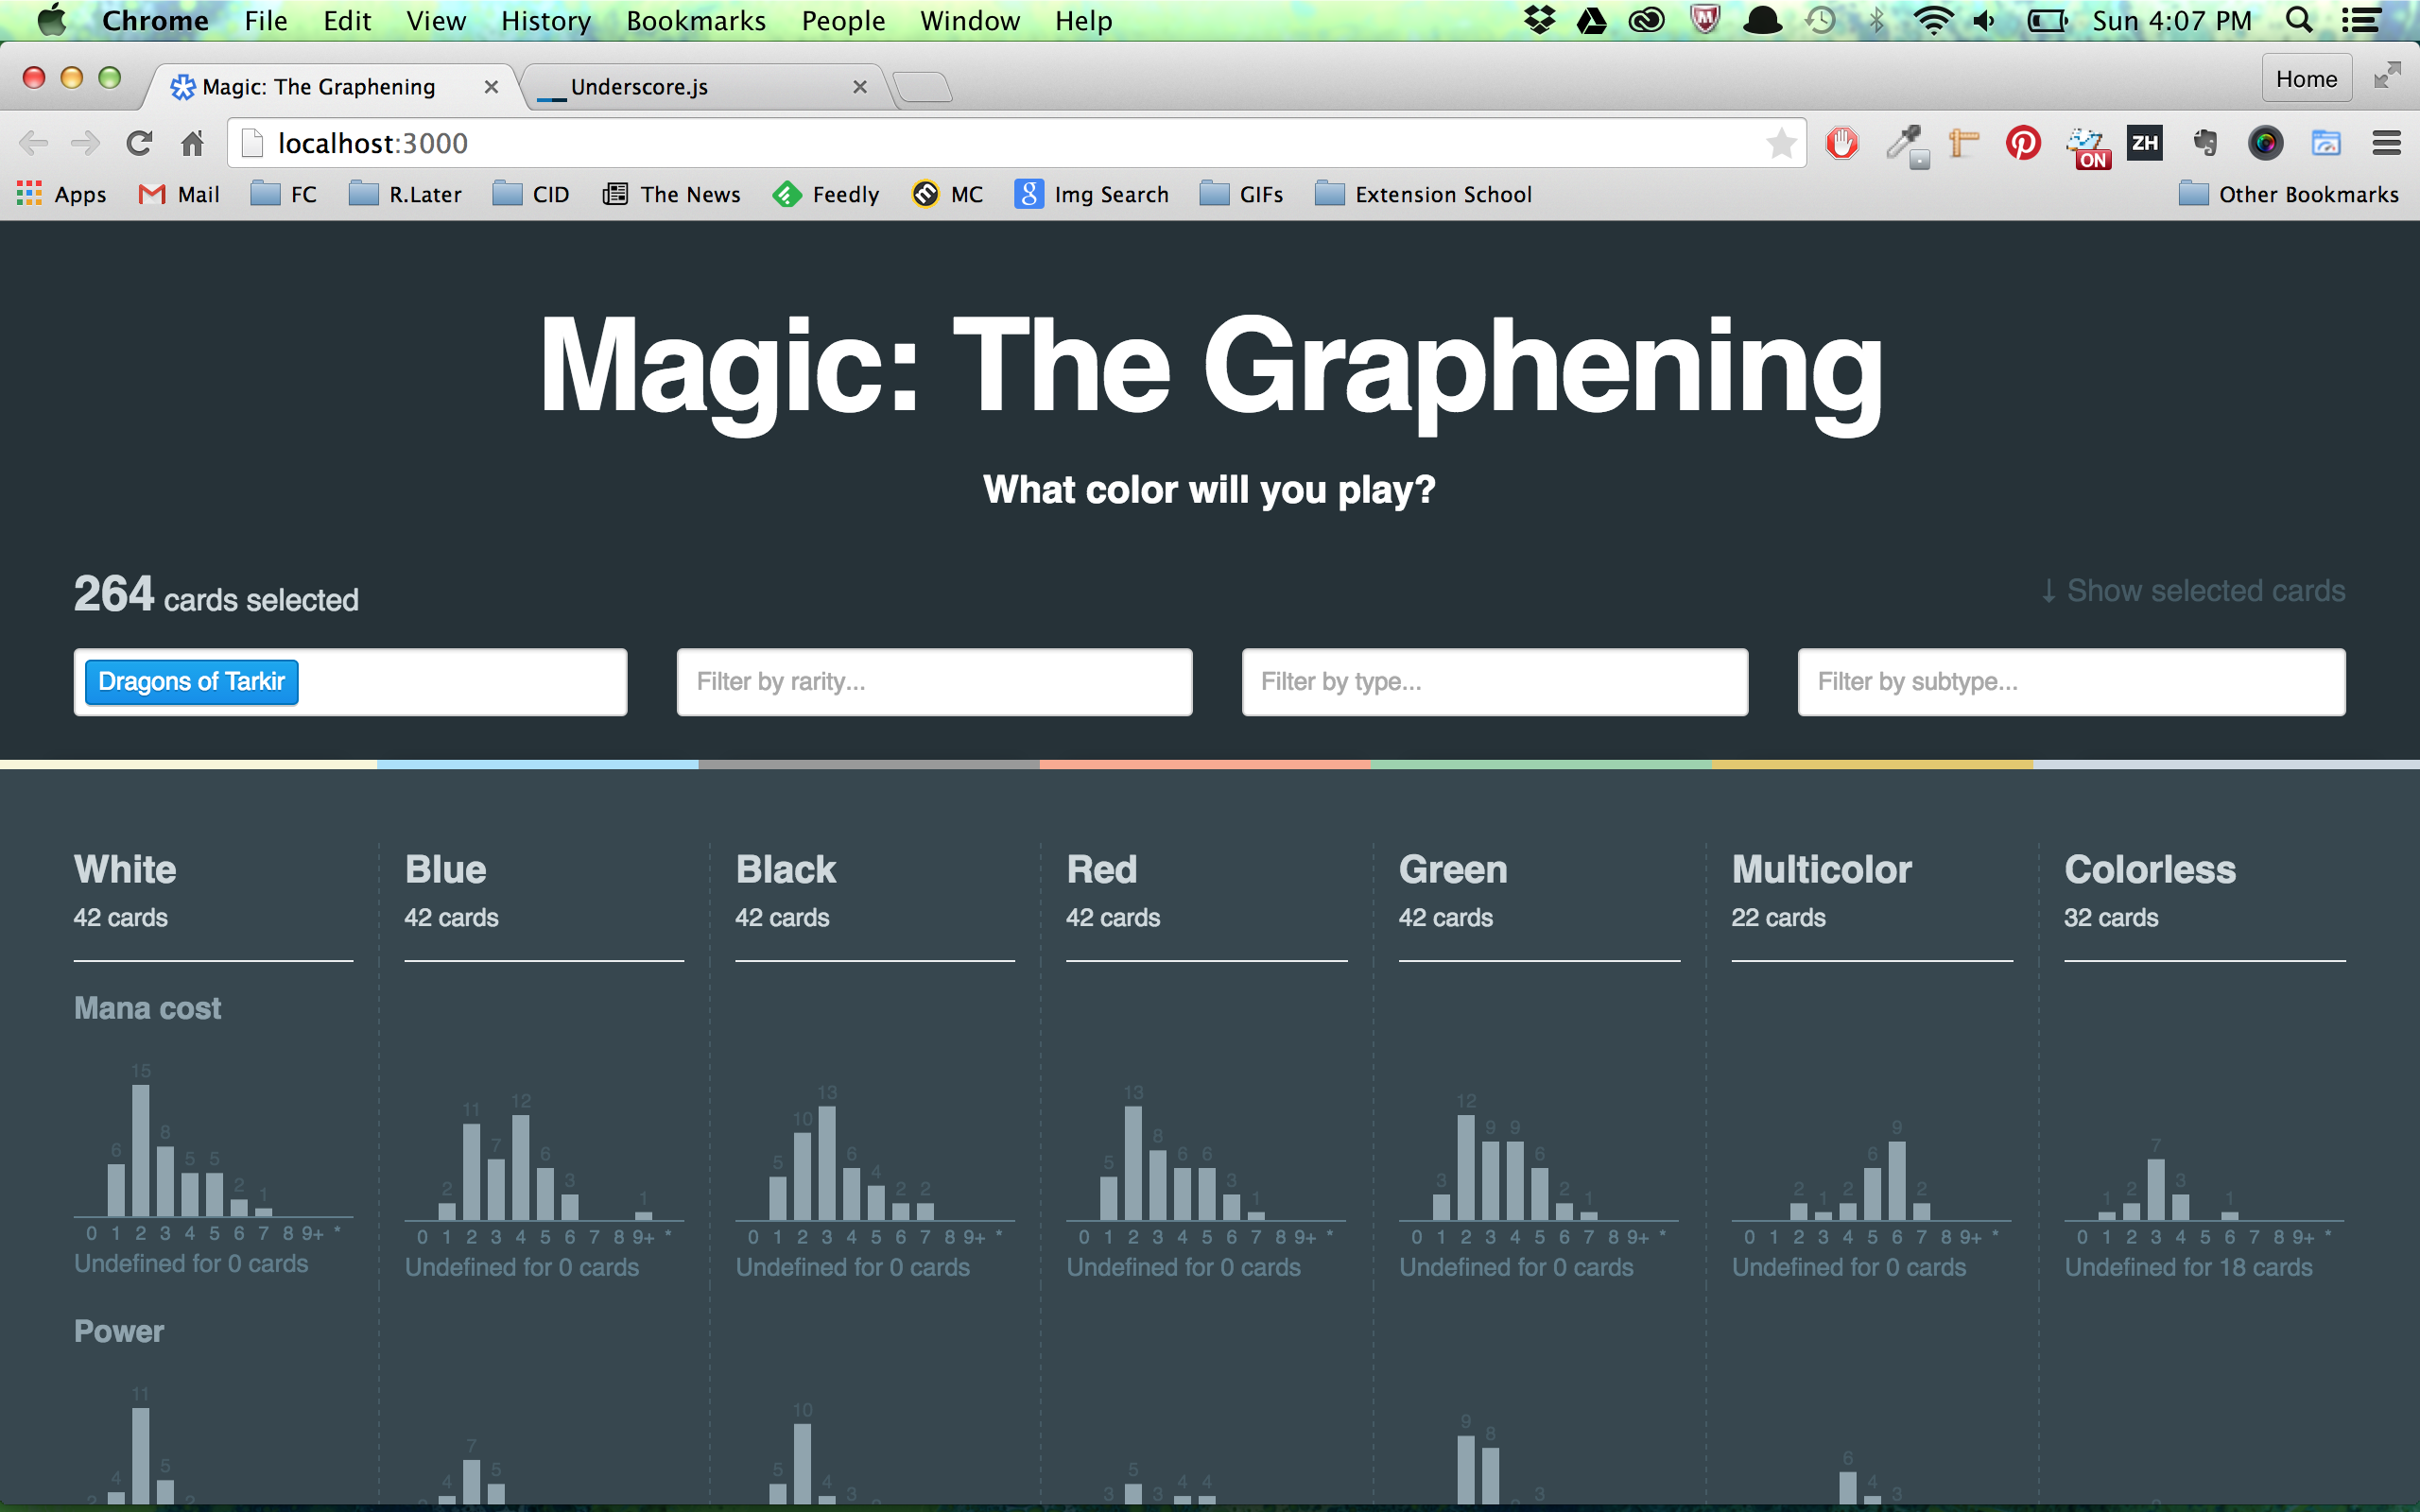 Chrome File Edit View History Bookmarks People Window Help Sun 4:07 PM
Magic: The Graphening Underscore.js Home
localhost:3000 ZH ON
Apps Mail FC R.Later CID The News Feedly MC Img Search GIFs Extension School Other Bookmarks
Magic: The Graphening
What color will you play?
264 cards selected ↓ Show selected cards
Dragons of Tarkir Filter by rarity... Filter by type... Filter by subtype...
White Blue Black Red Green Multicolor Colorless
42 cards 42 cards 42 cards 42 cards 42 cards 22 cards 32 cards
Mana cost
6 15 8 5 5 2 1
0 1 2 3 4 5 6 7 8 9+ *
Undefined for 0 cards
2 11 7 12 6 3 1
0 1 2 3 4 5 6 7 8 9+ *
Undefined for 0 cards
5 10 13 6 4 2 2
0 1 2 3 4 5 6 7 8 9+ *
Undefined for 0 cards
5 13 8 6 6 3 1
0 1 2 3 4 5 6 7 8 9+ *
Undefined for 0 cards
3 12 9 9 6 2 1
0 1 2 3 4 5 6 7 8 9+ *
Undefined for 0 cards
2 1 2 6 9 2
0 1 2 3 4 5 6 7 8 9+ *
Undefined for 0 cards
1 2 7 3 1
0 1 2 3 4 5 6 7 8 9+ *
Undefined for 18 cards
Power
4 11 5
4 7 5
5 10 4 3
3 5 3 4 4
9 8 3
6 4 3